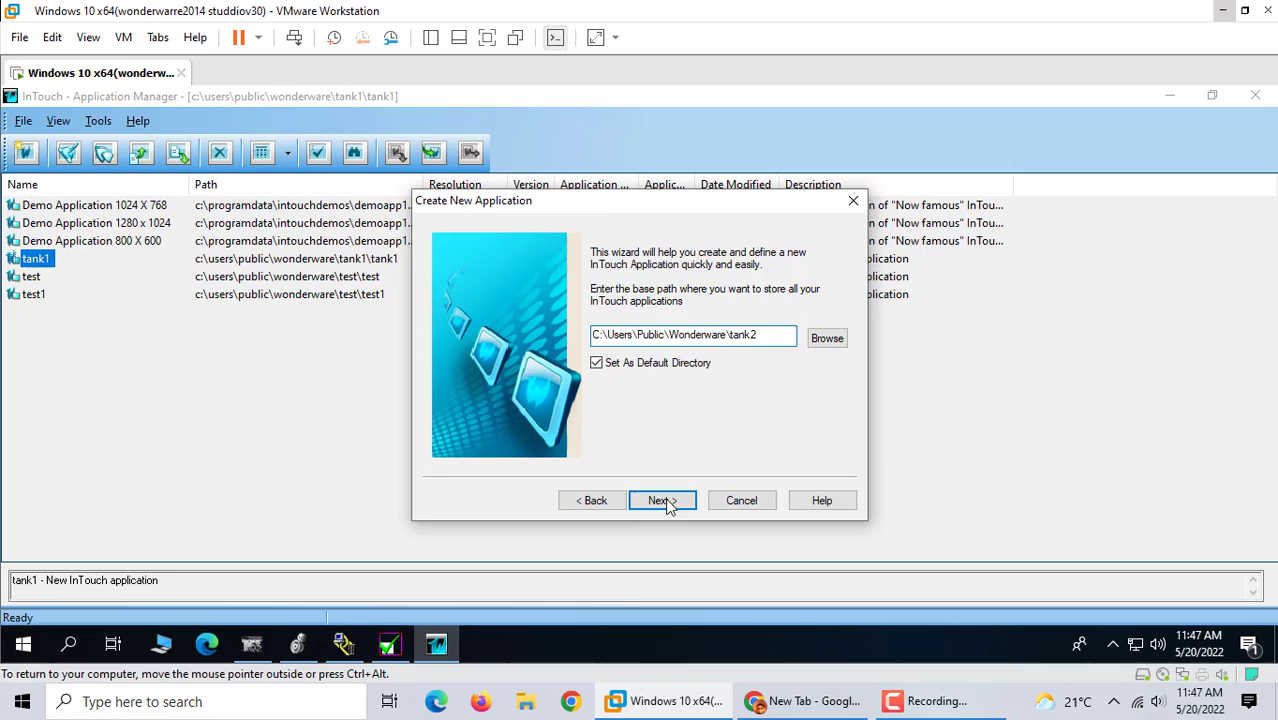 Windows 10 x64(wonderwarre2014 studdiov30) - VMware Workstation
File Edit View VM Tabs Help
Windows 10 x64(wonderw...
InTouch - Application Manager - [c:\users\public\wonderware\tank1\tank1]
File View Tools Help
Name Path Resolution Version Application ... Applic... Date Modified Description
Demo Application 1024 X 768 c:\programdata\intouchdemos\demoapp1... on of "Now famous" InTou...
Demo Application 1280 x 1024 c:\programdata\intouchdemos\demoapp1... on of "Now famous" InTou...
Demo Application 800 X 600 c:\programdata\intouchdemos\demoapp1... on of "Now famous" InTou...
tank1 c:\users\public\wonderware\tank1\tank1 plication
test c:\users\public\wonderware\test\test plication
test1 c:\users\public\wonderware\test\test1 plication
Create New Application
This wizard will help you create and define a new
InTouch Application quickly and easily.
Enter the base path where you want to store all your
InTouch applications
C:\Users\Public\Wonderware\tank2
Browse
Set As Default Directory
< Back Next > Cancel Help
tank1 - New InTouch application
Ready
11:47 AM
5/20/2022
1
To return to your computer, move the mouse pointer outside or press Ctrl+Alt.
Type here to search
Windows 10 x64(w...
New Tab - Googl...
Recording...
21°C
11:47 AM
5/20/2022